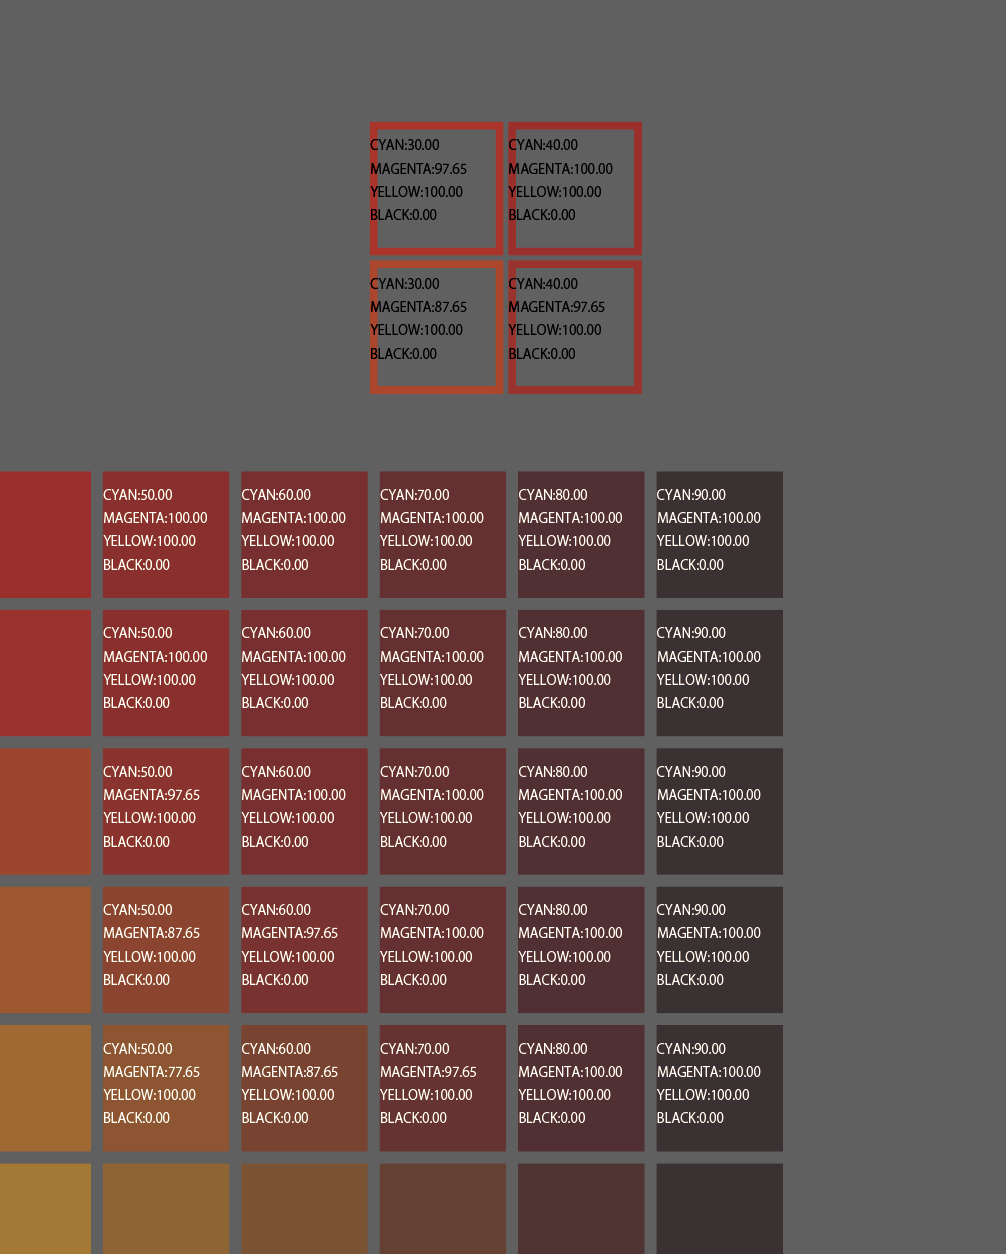 CYAN:30.00 CYAN:40.00
MAGENTA:97.65 MAGENTA:100.00
YELLOW:100.00 YELLOW:100.00
BLACK:0.00 BLACK:0.00
CYAN:30.00 CYAN:40.00
MAGENTA:87.65 MAGENTA:97.65
YELLOW:100.00 YELLOW:100.00
BLACK:0.00 BLACK:0.00
CYAN:50.00 CYAN:60.00 CYAN:70.00 CYAN:80.00 CYAN:90.00
MAGENTA:100.00 MAGENTA:100.00 MAGENTA:100.00 MAGENTA:100.00 MAGENTA:100.00
YELLOW:100.00 YELLOW:100.00 YELLOW:100.00 YELLOW:100.00 YELLOW:100.00
BLACK:0.00 BLACK:0.00 BLACK:0.00 BLACK:0.00 BLACK:0.00
CYAN:50.00 CYAN:60.00 CYAN:70.00 CYAN:80.00 CYAN:90.00
MAGENTA:100.00 MAGENTA:100.00 MAGENTA:100.00 MAGENTA:100.00 MAGENTA:100.00
YELLOW:100.00 YELLOW:100.00 YELLOW:100.00 YELLOW:100.00 YELLOW:100.00
BLACK:0.00 BLACK:0.00 BLACK:0.00 BLACK:0.00 BLACK:0.00
CYAN:50.00 CYAN:60.00 CYAN:70.00 CYAN:80.00 CYAN:90.00
MAGENTA:97.65 MAGENTA:100.00 MAGENTA:100.00 MAGENTA:100.00 MAGENTA:100.00
YELLOW:100.00 YELLOW:100.00 YELLOW:100.00 YELLOW:100.00 YELLOW:100.00
BLACK:0.00 BLACK:0.00 BLACK:0.00 BLACK:0.00 BLACK:0.00
CYAN:50.00 CYAN:60.00 CYAN:70.00 CYAN:80.00 CYAN:90.00
MAGENTA:87.65 MAGENTA:97.65 MAGENTA:100.00 MAGENTA:100.00 MAGENTA:100.00
YELLOW:100.00 YELLOW:100.00 YELLOW:100.00 YELLOW:100.00 YELLOW:100.00
BLACK:0.00 BLACK:0.00 BLACK:0.00 BLACK:0.00 BLACK:0.00
CYAN:50.00 CYAN:60.00 CYAN:70.00 CYAN:80.00 CYAN:90.00
MAGENTA:77.65 MAGENTA:87.65 MAGENTA:97.65 MAGENTA:100.00 MAGENTA:100.00
YELLOW:100.00 YELLOW:100.00 YELLOW:100.00 YELLOW:100.00 YELLOW:100.00
BLACK:0.00 BLACK:0.00 BLACK:0.00 BLACK:0.00 BLACK:0.00